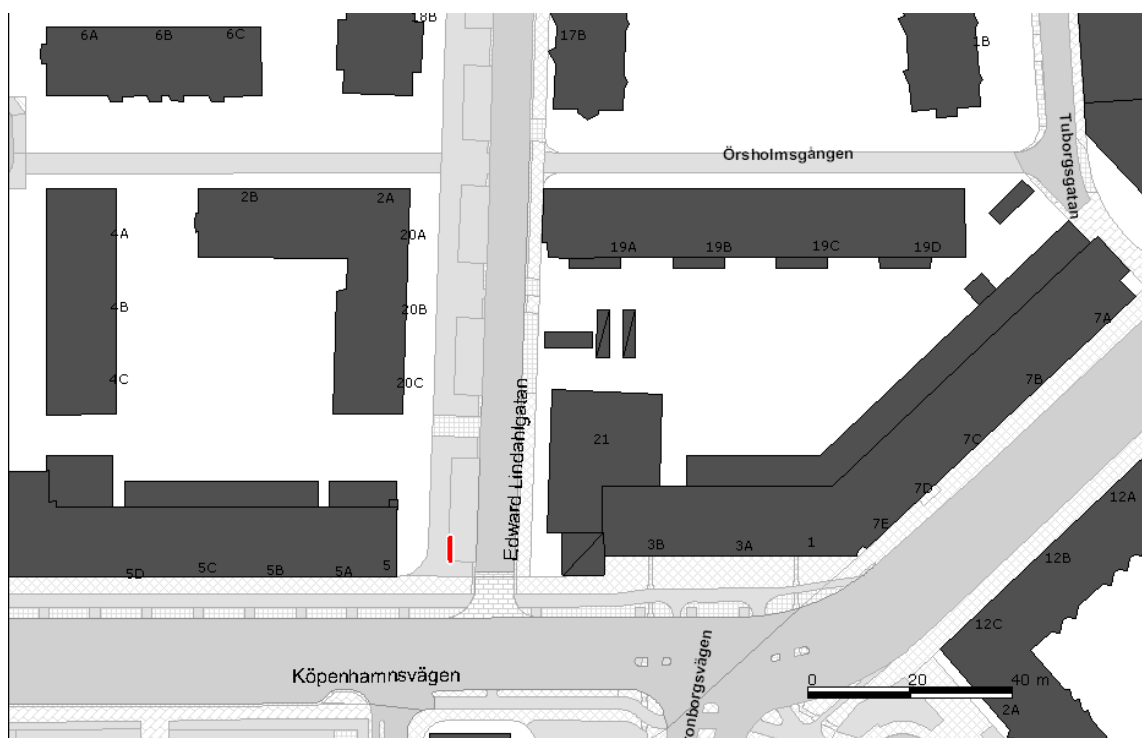 18B
6A 6B 6C
17B
1B
Tuborgsgatan
Örsholmsgången
2B 2A
4A
20A
19A 19B 19C 19D
4B
20B
7A
4C
20C
7B
21
7C
Edward Lindahlgatan
7D
12A
7E
3B 3A 1
12B
5D 5C 5B 5A 5
12C
Köpenhamnsvägen
ronborgsvägen
0 20 40 m
2A